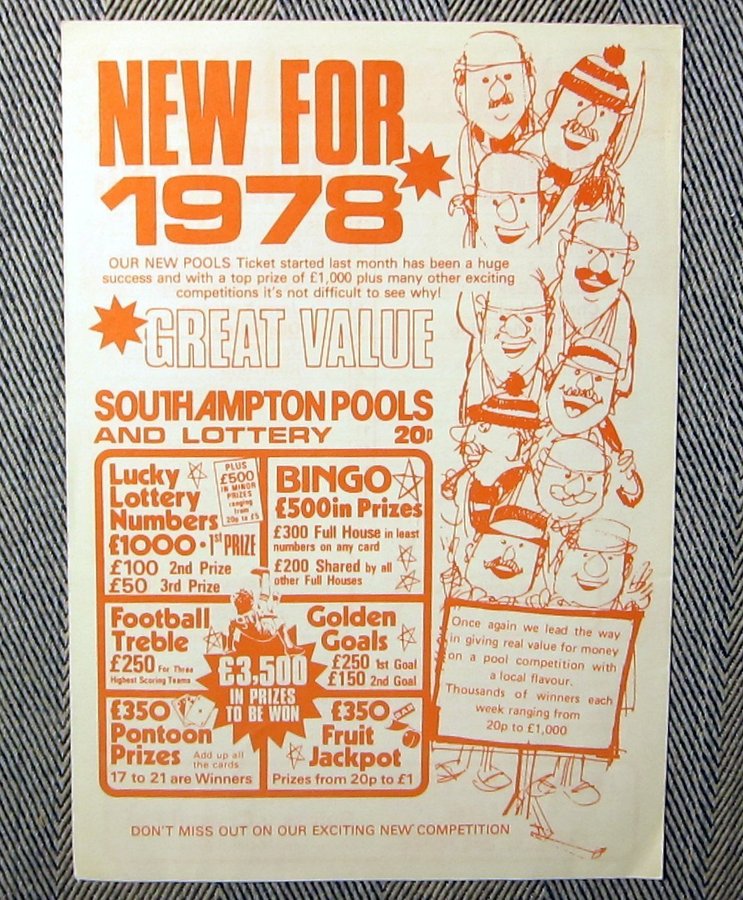 NEW FOR
1978
OUR NEW POOLS Ticket started last month has been a huge
success and with a top prize of £1,000 plus many other exciting
competitions it's not difficult to see why!
GREAT VALUE
SOUTHAMPTON POOLS
AND LOTTERY 20p
Lucky
Lottery
Numbers
PLUS
£500
IN MINOR
PRIZES
ranging
from
20p to £5
£1000 • 1st PRIZE
£100 2nd Prize
£50 3rd Prize
BINGO
£500 in Prizes
£300 Full House in least
numbers on any card
£200 Shared by all
other Full Houses
Football
Treble
£250 For Three
Highest Scoring Teams
Golden
Goals
£250 1st Goal
£150 2nd Goal
£3,500
IN PRIZES
TO BE WON
£350
Pontoon
Prizes Add up all
the cards
17 to 21 are Winners
£350
BAR
Fruit
Jackpot
Prizes from 20p to £1
Once again we lead the way
in giving real value for money
on a pool competition with
a local flavour.
Thousands of winners each
week ranging from
20p to £1,000
DON'T MISS OUT ON OUR EXCITING NEW COMPETITION